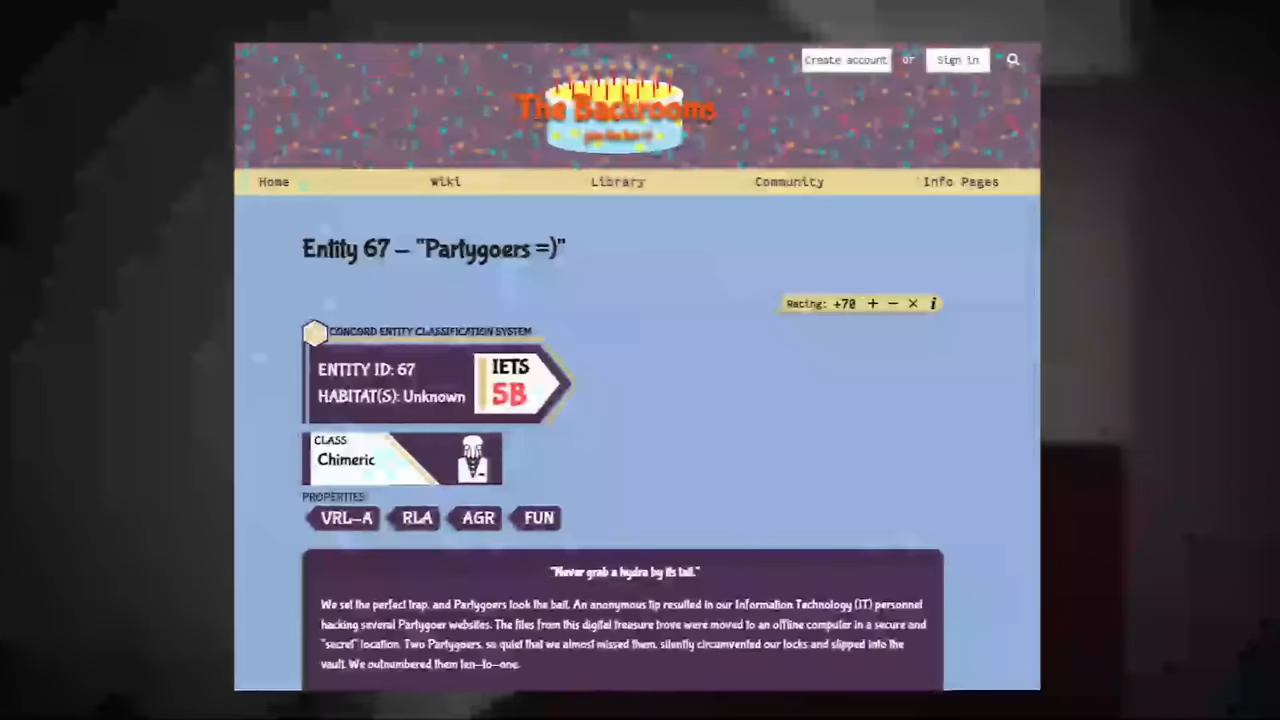 Create account or Sign in
The Backrooms
Home Wiki Library Community Info Pages
Entity 67 – "Partygoers =)"
Rating: +70 + − × i
CONCORD ENTITY CLASSIFICATION SYSTEM
ENTITY ID: 67
HABITAT(S): Unknown
IETS
5B
CLASS
Chimeric
PROPERTIES
VRL-A RLA AGR FUN
"Never grab a hydra by its tail."
We set the perfect trap, and Partygoers took the bait. An anonymous tip resulted in our Information Technology (IT) personnel
hacking several Partygoer websites. The files from this digital treasure trove were moved to an offline computer in a secure and
"secret" location. Two Partygoers, so quiet that we almost missed them, silently circumvented our locks and slipped into the
vault. We outnumbered them ten-to-one.